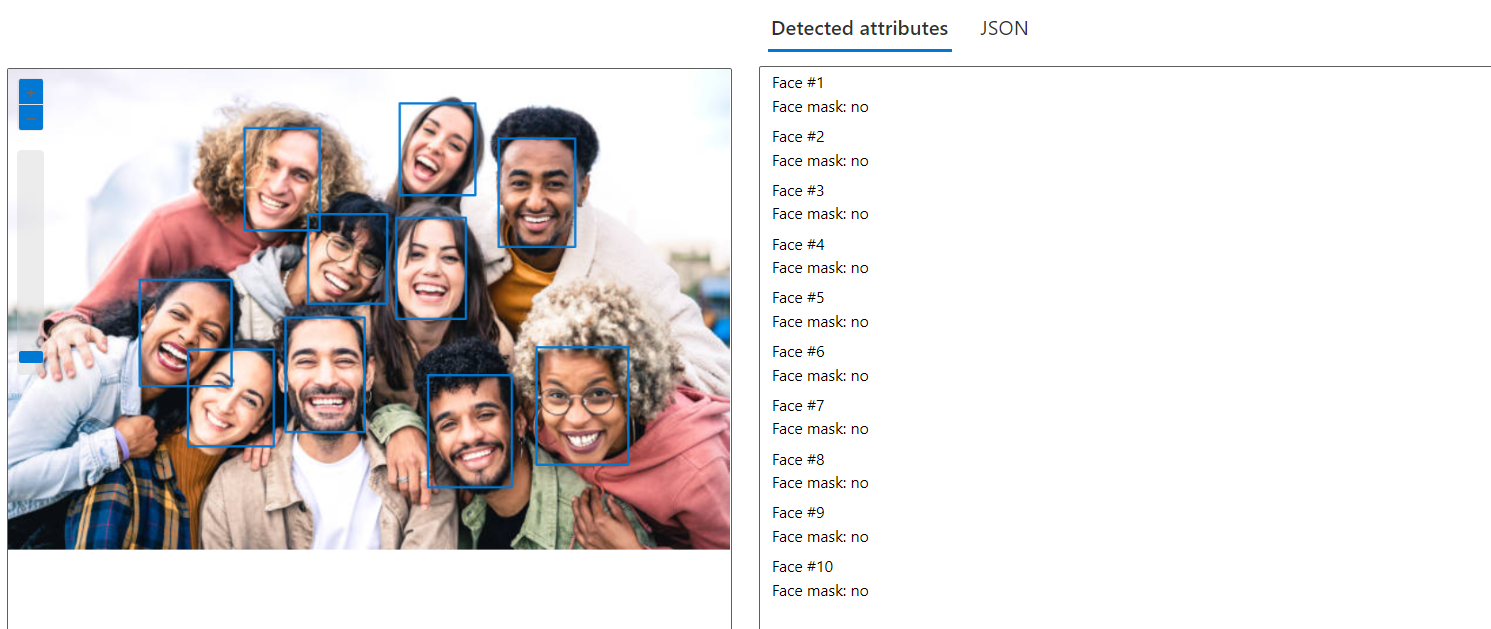 Detected attributes JSON
Face #1
Face mask: no
Face #2
Face mask: no
Face #3
Face mask: no
Face #4
Face mask: no
Face #5
Face mask: no
Face #6
Face mask: no
Face #7
Face mask: no
Face #8
Face mask: no
Face #9
Face mask: no
Face #10
Face mask: no
+
−